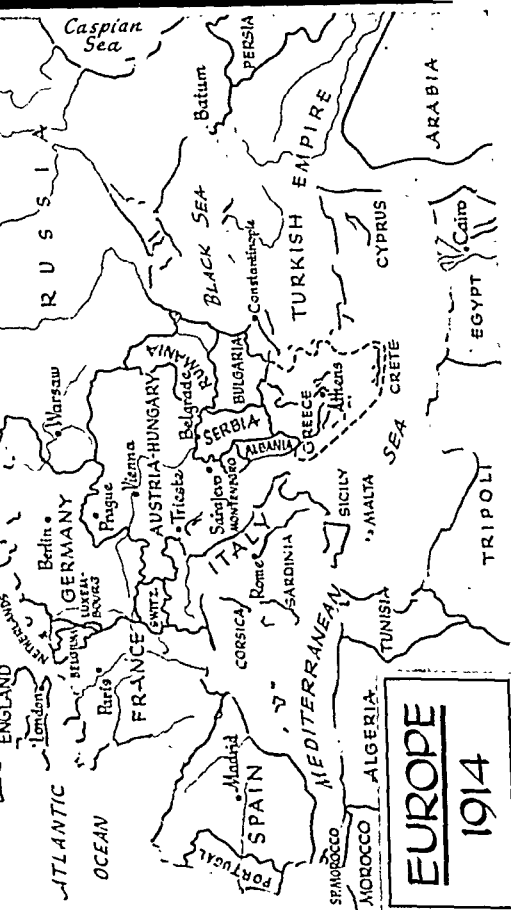 ENGLAND
London
NETHERLANDS
ATLANTIC
OCEAN
BELGIUM
LUXEM-
BOURG
GERMANY
Berlin
Warsaw
RUSSIA
Caspian
Sea
Paris
FRANCE
SWITZ.
Prague
Vienna
AUSTRIA-HUNGARY
Trieste
RUMANIA
Belgrade
SERBIA
Sarajevo
MONTENEGRO
ALBANIA
BULGARIA
BLACK SEA
Batum
PERSIA
Constantinople
TURKISH EMPIRE
GREECE
Athens
CRETE
CYPRUS
ARABIA
PORTUGAL
SPAIN
Madrid
CORSICA
SARDINIA
ITALY
Rome
SICILY
MALTA
MEDITERRANEAN SEA
SP. MOROCCO
MOROCCO
ALGERIA
TUNISIA
TRIPOLI
EGYPT
Cairo
EUROPE
1914